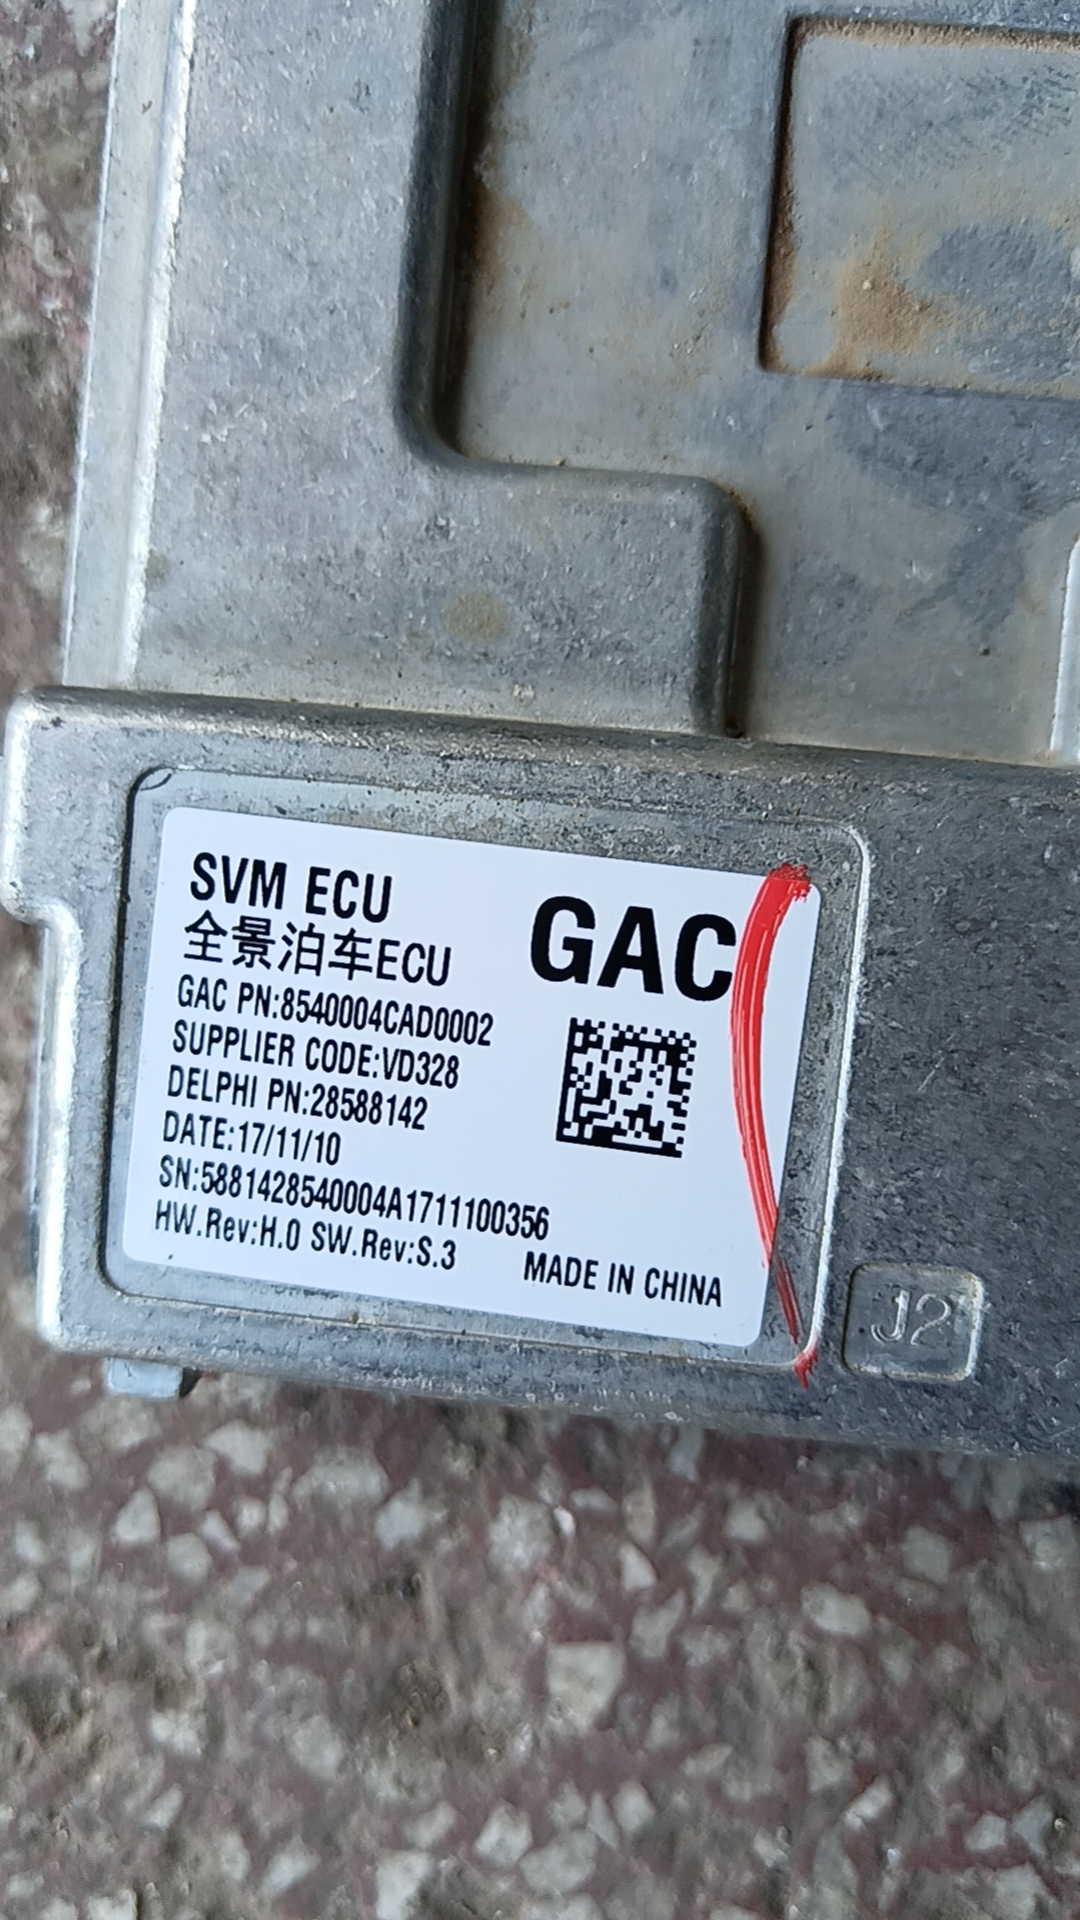 SVM ECU
全景泊车ECU
GAC
GAC PN:8540004CAD0002
SUPPLIER CODE:VD328
DELPHI PN:28588142
DATE:17/11/10
SN:5881428540004A1711100356
HW.Rev:H.0 SW.Rev:S.3
MADE IN CHINA
J2